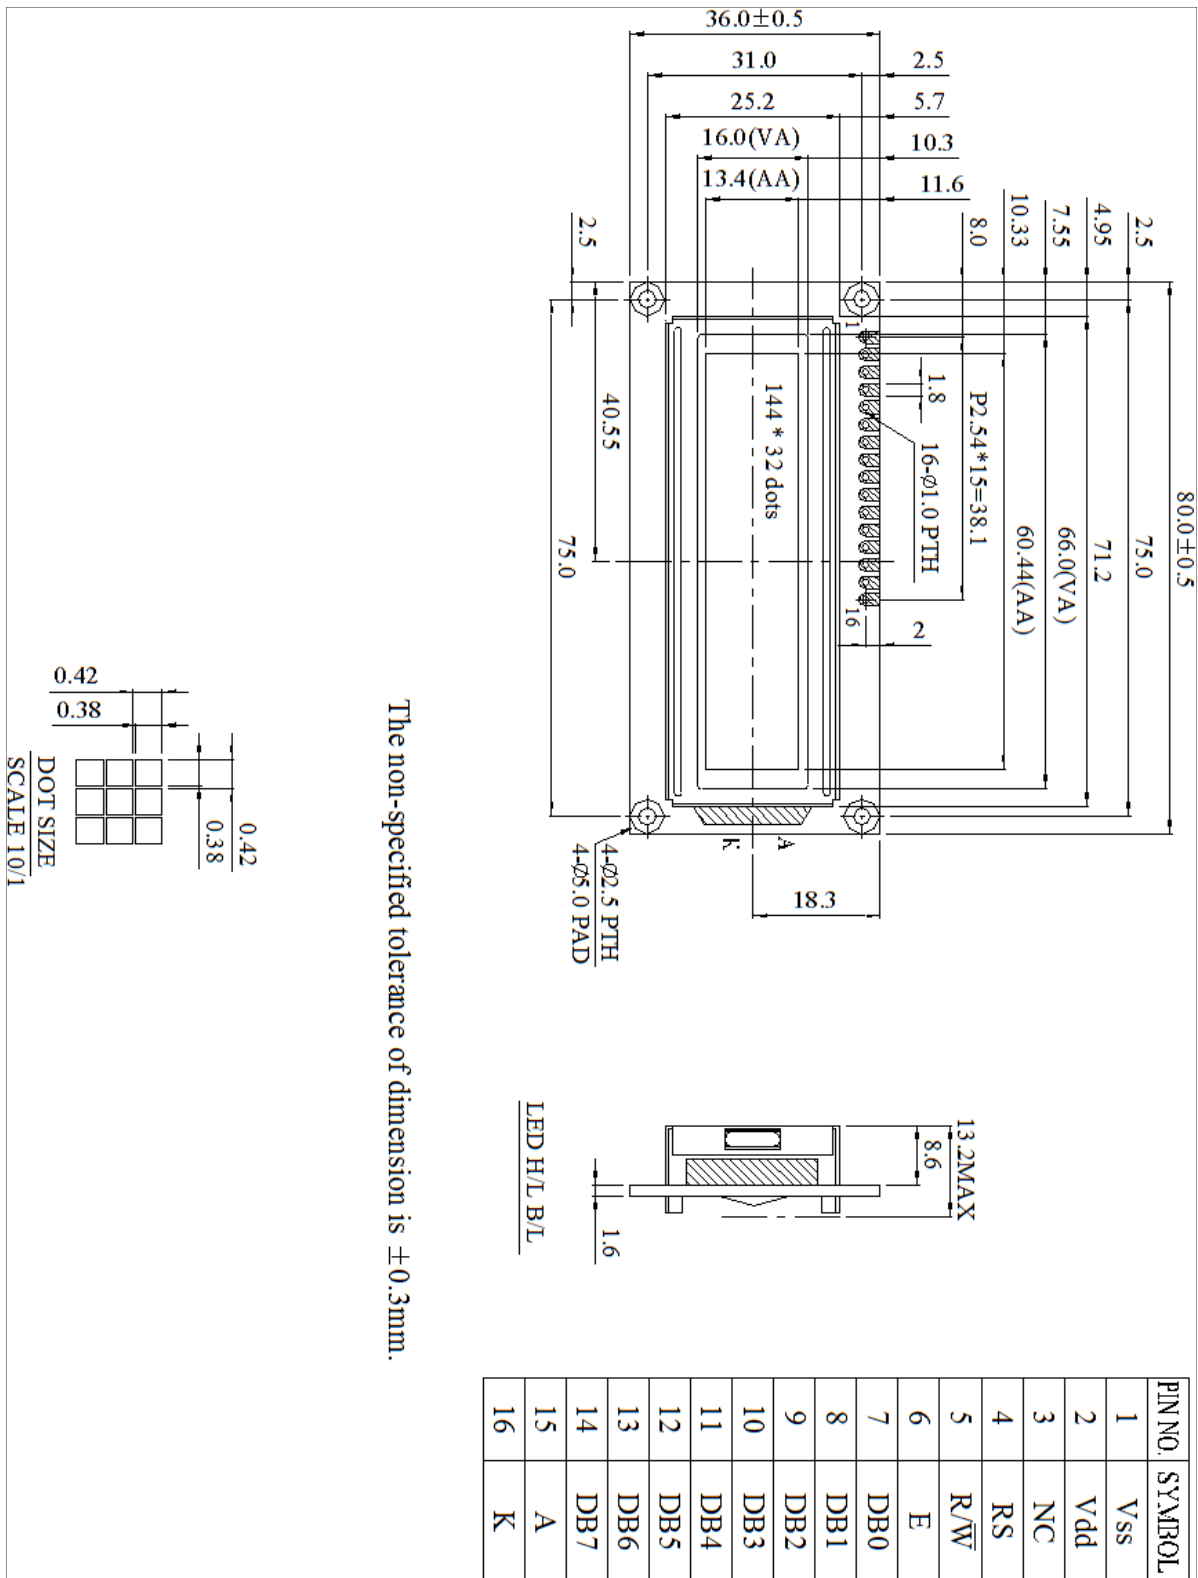 36.0±0.5
31.0
2.5
25.2
5.7
16.0(VA)
10.3
13.4(AA)
11.6
80.0±0.5
2.5
75.0
4.95
71.2
7.55
66.0(VA)
10.33
60.44(AA)
8.0
P2.54*15=38.1
1.8
16-Ø1.0 PTH
1
16
2
144 * 32 dots
2.5
40.55
75.0
A
K
18.3
4-Ø2.5 PTH
4-Ø5.0 PAD
13.2MAX
8.6
1.6
LED H/L B/L
The non-specified tolerance of dimension is ±0.3mm.
0.42
0.38
0.42
0.38
DOT SIZE
SCALE 10/1
PIN NO. SYMBOL
1 Vss
2 Vdd
3 NC
4 RS
5 R/W̅
6 E
7 DB0
8 DB1
9 DB2
10 DB3
11 DB4
12 DB5
13 DB6
14 DB7
15 A
16 K